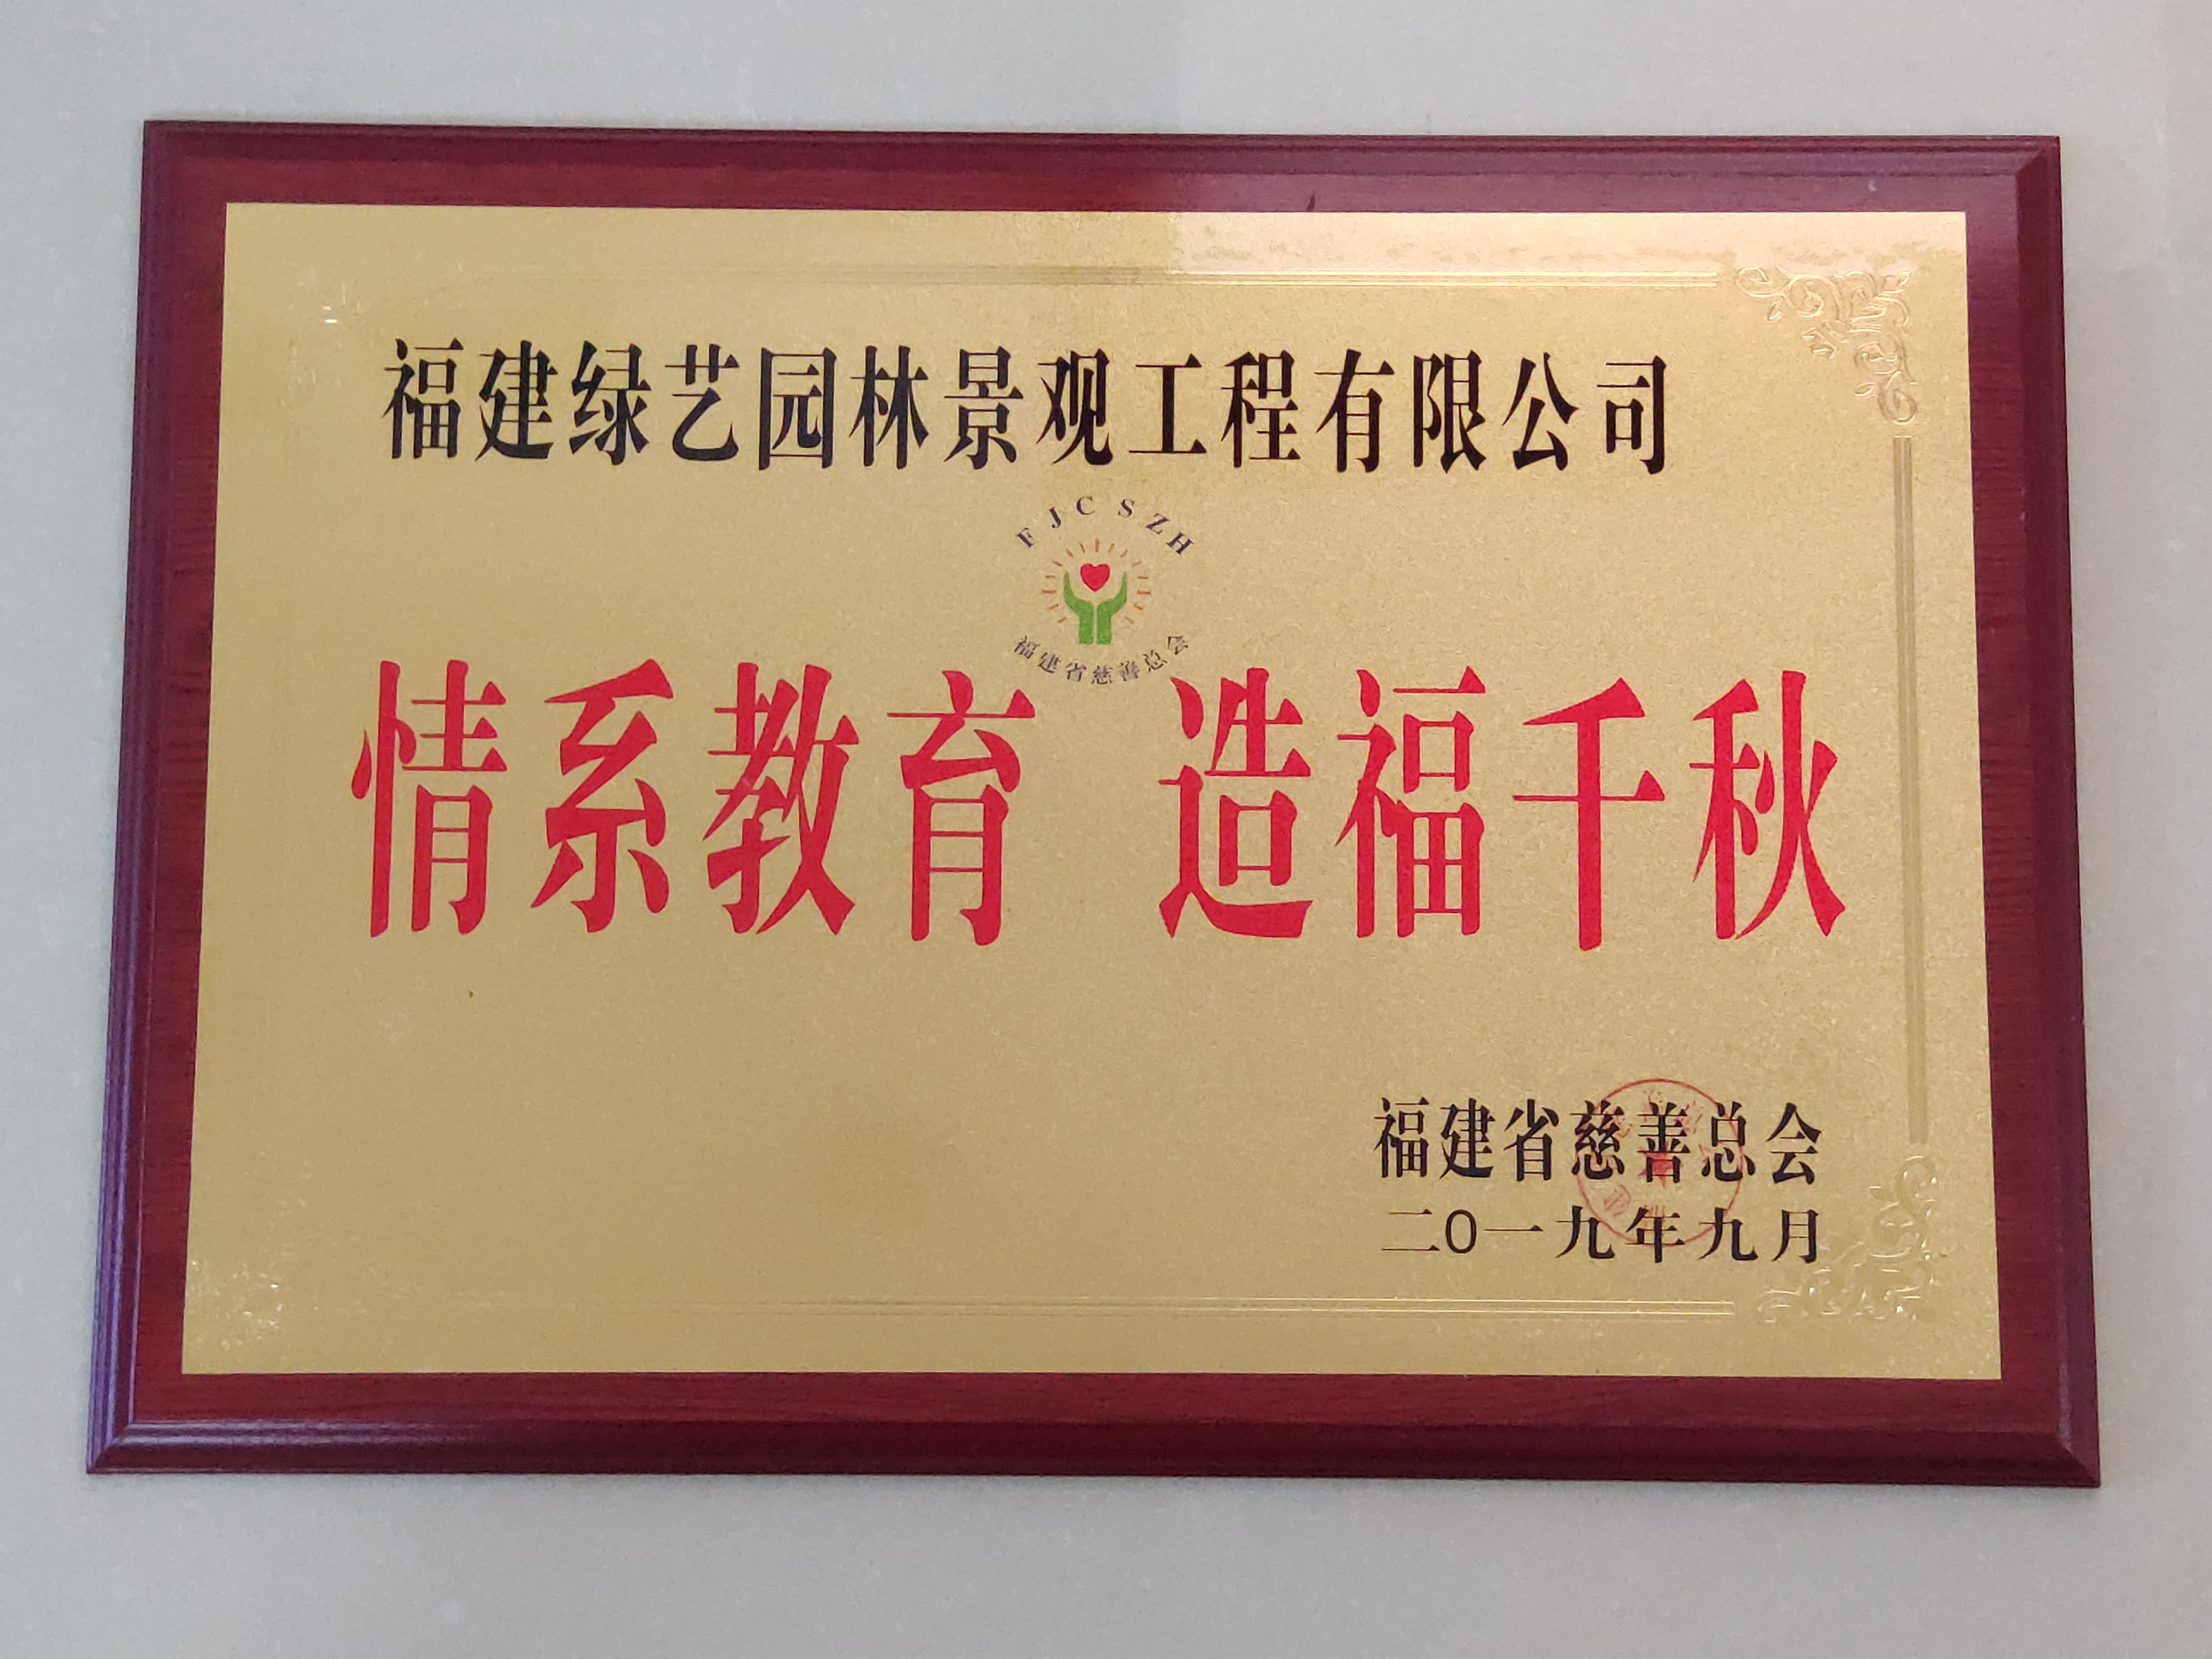 福建绿艺园林景观工程有限公司
FJCSZH
福建省慈善总会
情系教育 造福千秋
福建省慈善总会
二0一九年九月